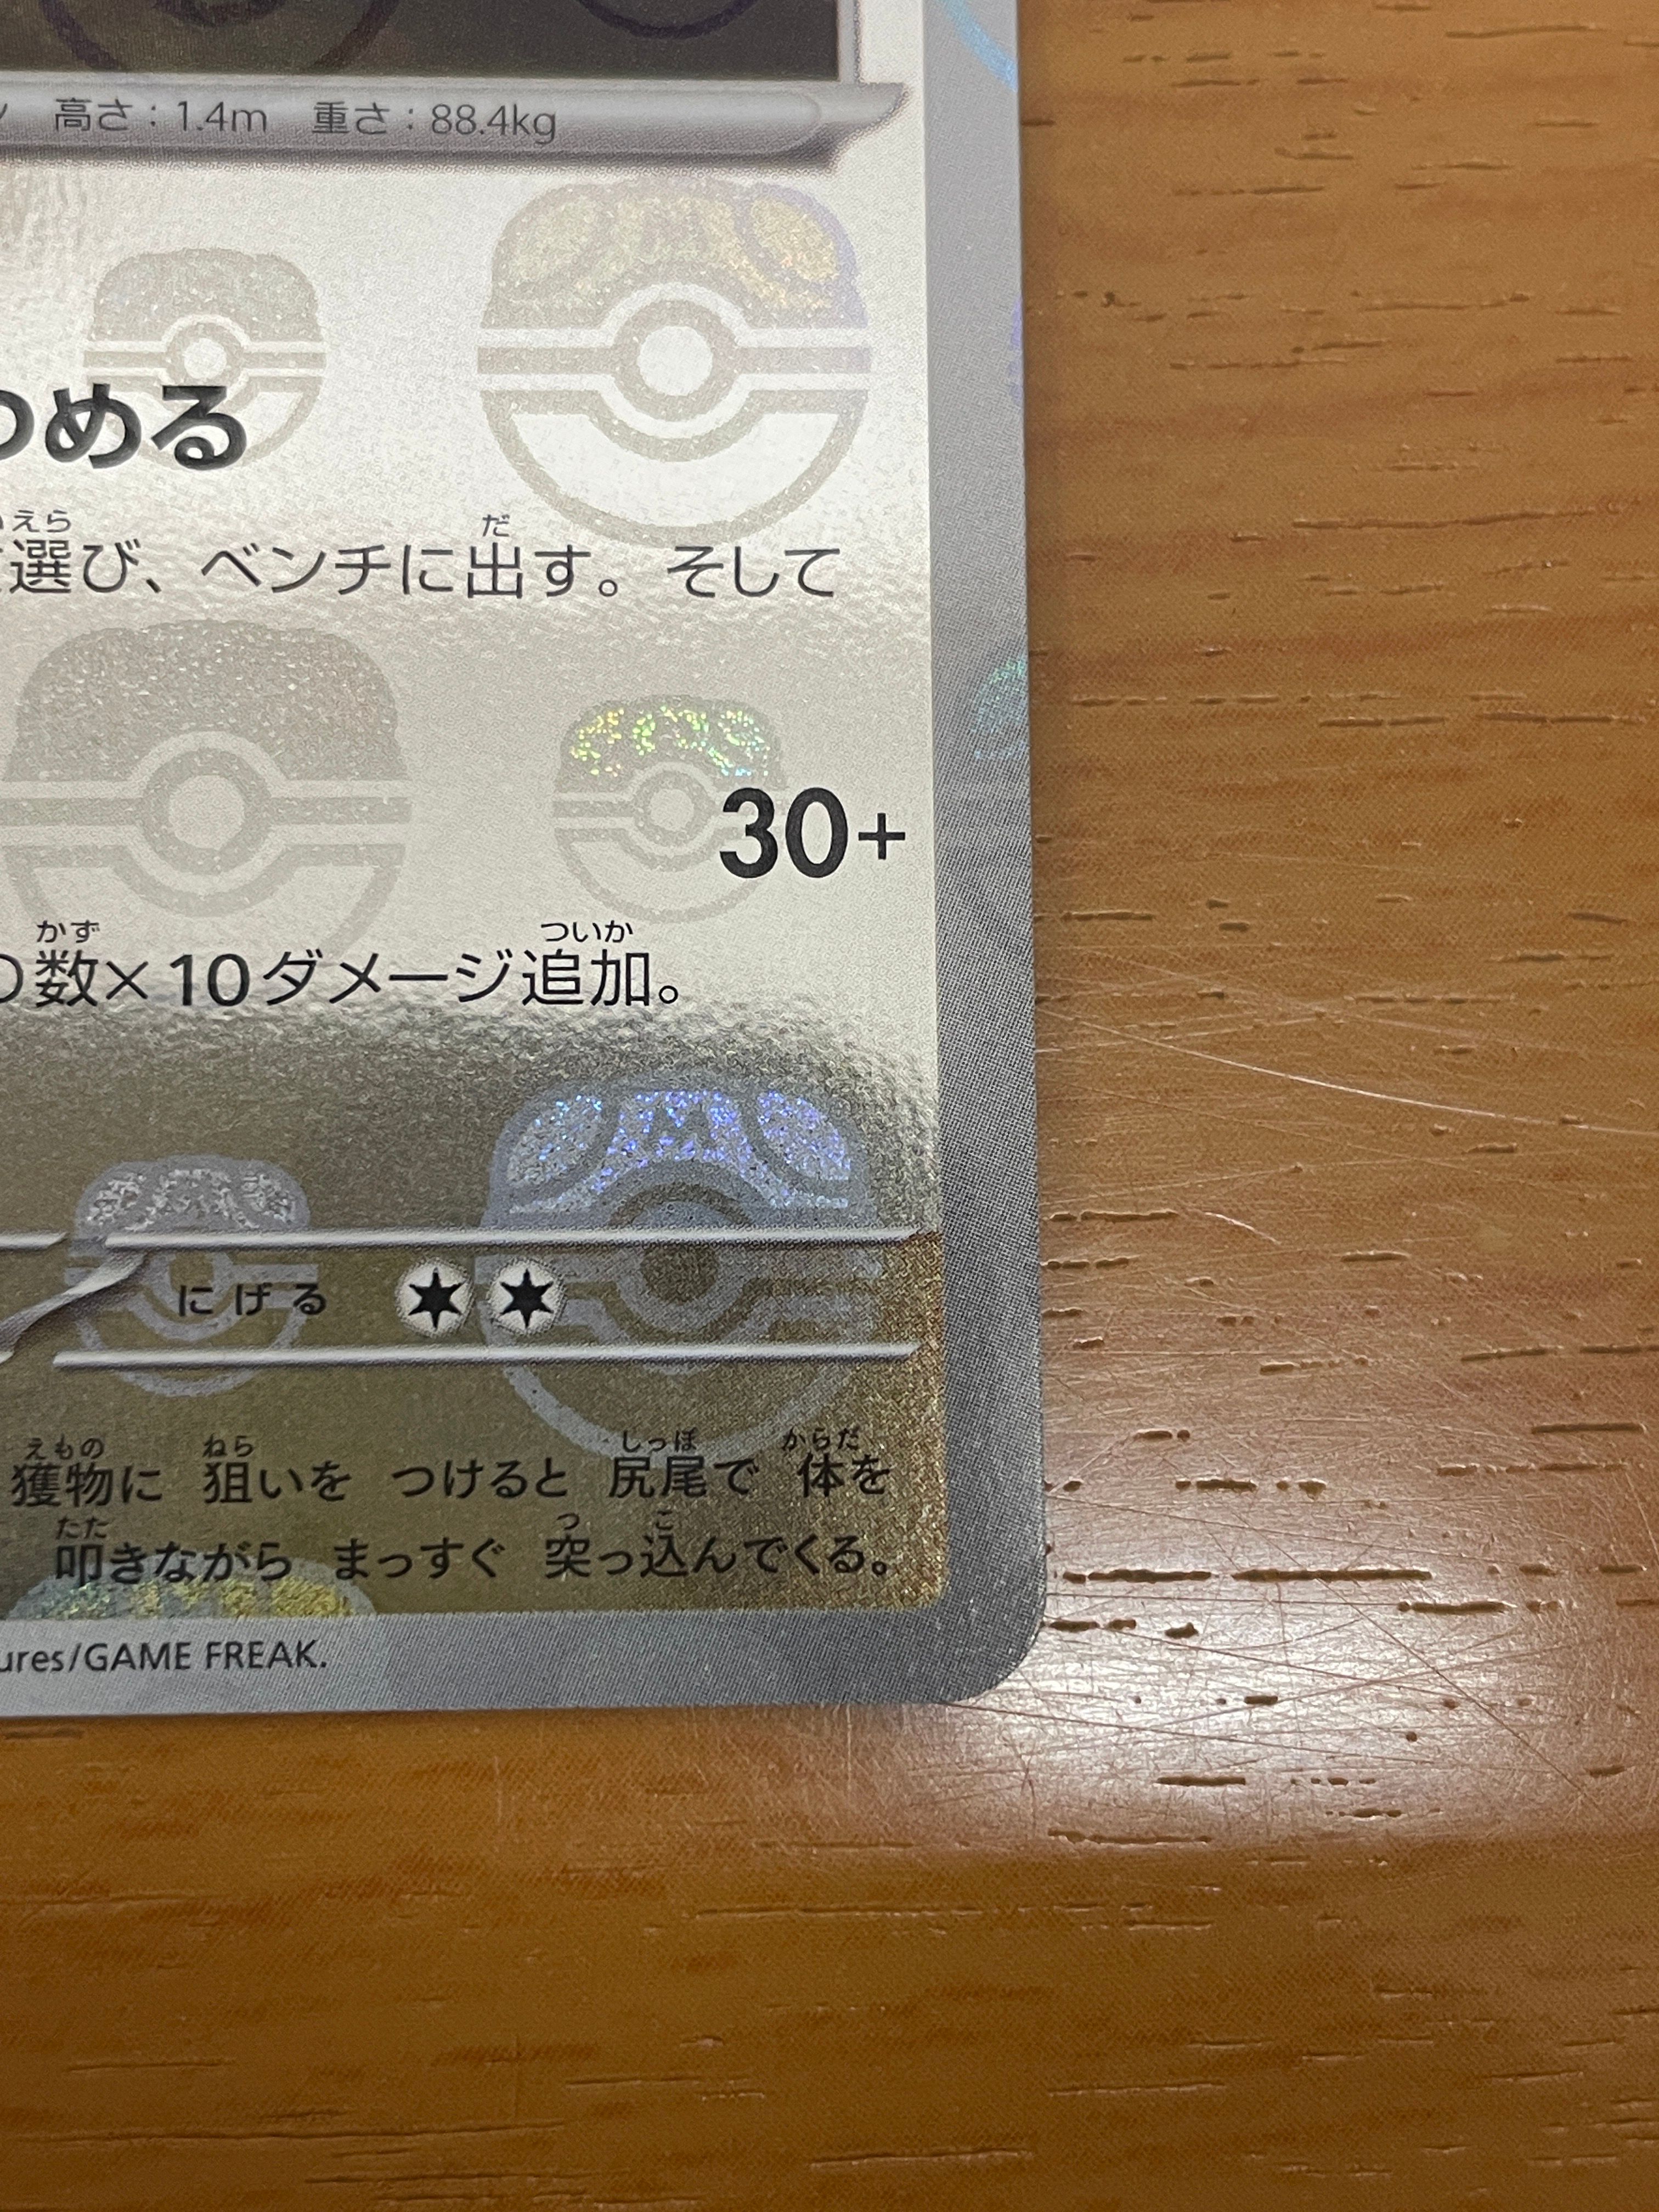 高さ：1.4m 重さ：88.4kg
つめる
いえら だ
選び、ベンチに出す。そして
30+
かず ついか
の数×10ダメージ追加。
にげる
えもの ねら しっぽ からだ
獲物に 狙いを つけると 尻尾で 体を
たた つ こ
叩きながら まっすぐ 突っ込んでくる。
ures/GAME FREAK.